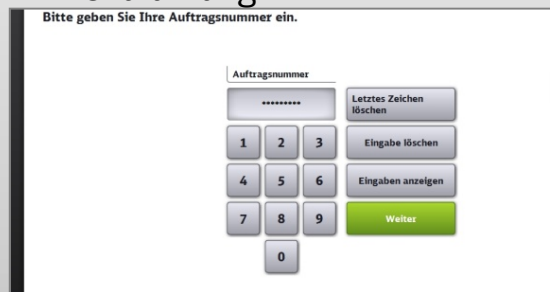 Bitte geben Sie Ihre Auftragsnummer ein.
Auftragsnummer
•••••••••
Letztes Zeichen
löschen
1 2 3
Eingabe löschen
4 5 6
Eingaben anzeigen
7 8 9
Weiter
0